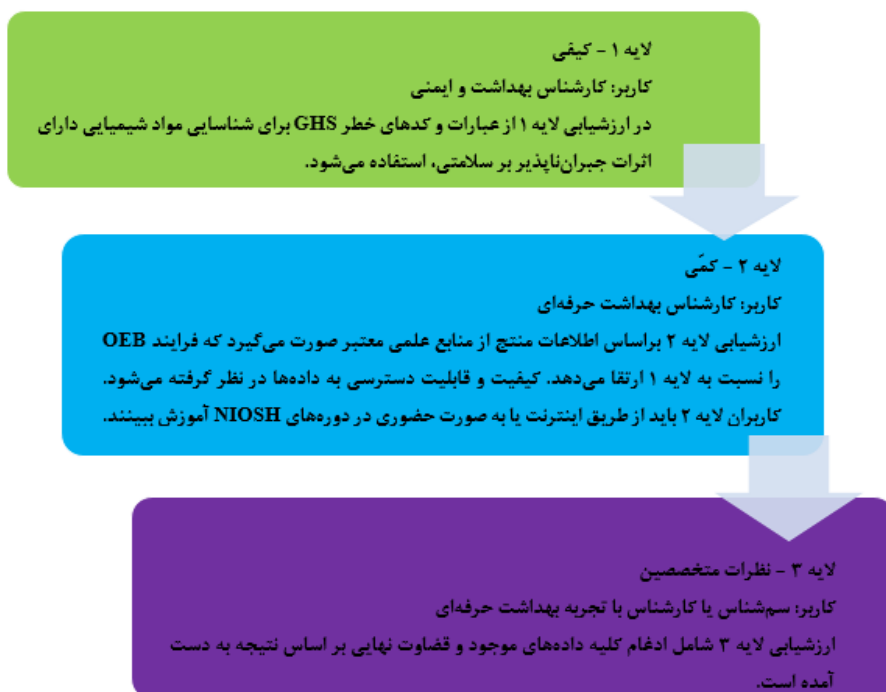 لایه ۱ - کیفی
کاربر: کارشناس بهداشت و ایمنی
در ارزشیابی لایه ۱ از عبارات و کدهای خطر GHS برای شناسایی مواد شیمیایی دارای
اثرات جبران‌ناپذیر بر سلامتی، استفاده می‌شود.
لایه ۲ - کمّی
کاربر: کارشناس بهداشت حرفه‌ای
ارزشیابی لایه ۲ براساس اطلاعات منتج از منابع علمی معتبر صورت می‌گیرد که فرایند OEB
را نسبت به لایه ۱ ارتقا می‌دهد. کیفیت و قابلیت دسترسی به داده‌ها در نظر گرفته می‌شود.
کاربران لایه ۲ باید از طریق اینترنت یا به صورت حضوری در دوره‌های NIOSH آموزش ببینند.
لایه ۳ - نظرات متخصصین
کاربر: سم‌شناس یا کارشناس با تجربه بهداشت حرفه‌ای
ارزشیابی لایه ۳ شامل ادغام کلیه داده‌های موجود و قضاوت نهایی بر اساس نتیجه به دست
آمده است.